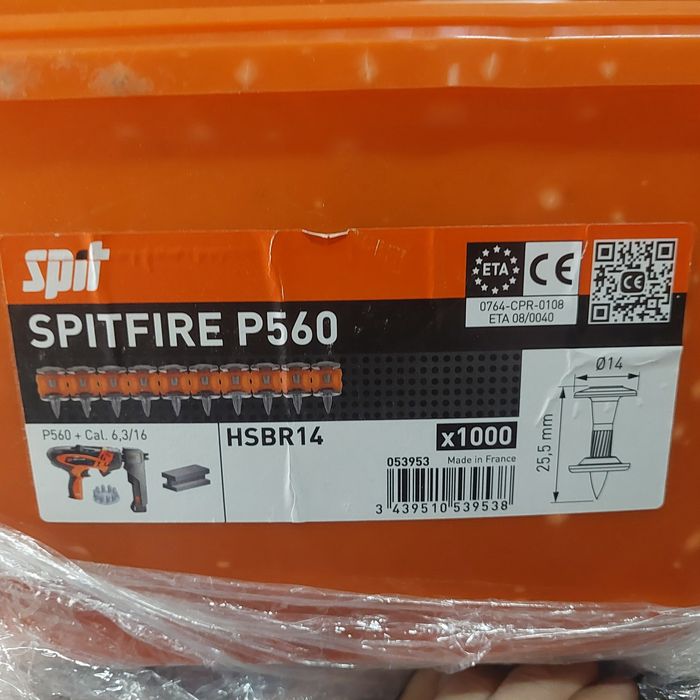 Spit
ETA
CE
0764-CPR-0108
ETA 08/0040
CE
SPITFIRE P560
P560 + Cal. 6,3/16
HSBR14
x1000
053953
Made in France
3 439510 539538
Ø14
25,5 mm